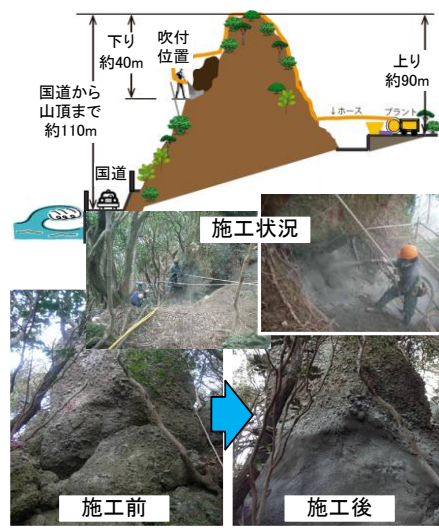 下り
約40m
吹付
位置
上り
約90m
国道から
山頂まで
約110m
↓ホース
プラント
国道
施工状況
施工前
施工後